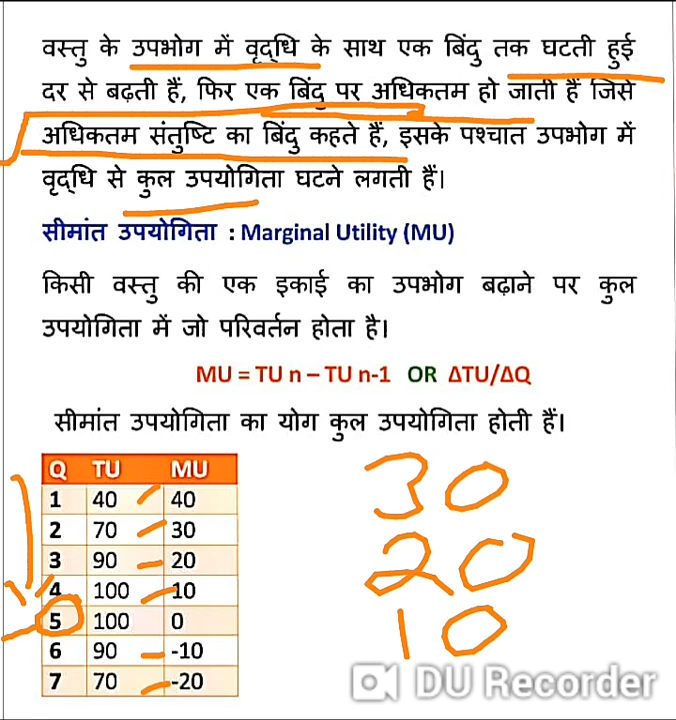 वस्तु के उपभोग में वृद्धि के साथ एक बिंदु तक घटती हुई
दर से बढ़ती हैं, फिर एक बिंदु पर अधिकतम हो जाती हैं जिसे
अधिकतम संतुष्टि का बिंदु कहते हैं, इसके पश्चात उपभोग में
वृद्धि से कुल उपयोगिता घटने लगती हैं।
सीमांत उपयोगिता : Marginal Utility (MU)
किसी वस्तु की एक इकाई का उपभोग बढ़ाने पर कुल
उपयोगिता में जो परिवर्तन होता है।
MU = TU n – TU n-1 OR ΔTU/ΔQ
सीमांत उपयोगिता का योग कुल उपयोगिता होती हैं।
Q TU MU
1 40 40
2 70 30
3 90 20
4 100 10
5 100 0
6 90 -10
7 70 -20
30
20
10
DU Recorder